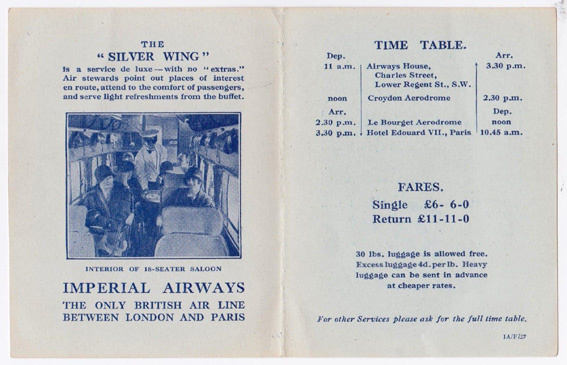 THE
"SILVER WING"
is a service de luxe—with no "extras."
Air stewards point out places of interest
en route, attend to the comfort of passengers,
and serve light refreshments from the buffet.
INTERIOR OF 18-SEATER SALOON
IMPERIAL AIRWAYS
THE ONLY BRITISH AIR LINE
BETWEEN LONDON AND PARIS
TIME TABLE.
Dep. Arr.
11 a.m. Airways House, 3.30 p.m.
Charles Street,
Lower Regent St., S.W.
noon Croydon Aerodrome 2.30 p.m.
Arr. Dep.
2.30 p.m. Le Bourget Aerodrome noon
3.30 p.m. Hotel Edouard VII., Paris 10.45 a.m.
FARES.
Single £6- 6-0
Return £11-11-0
30 lbs. luggage is allowed free.
Excess luggage 4d. per lb. Heavy
luggage can be sent in advance
at cheaper rates.
For other Services please ask for the full time table.
IA/F/27